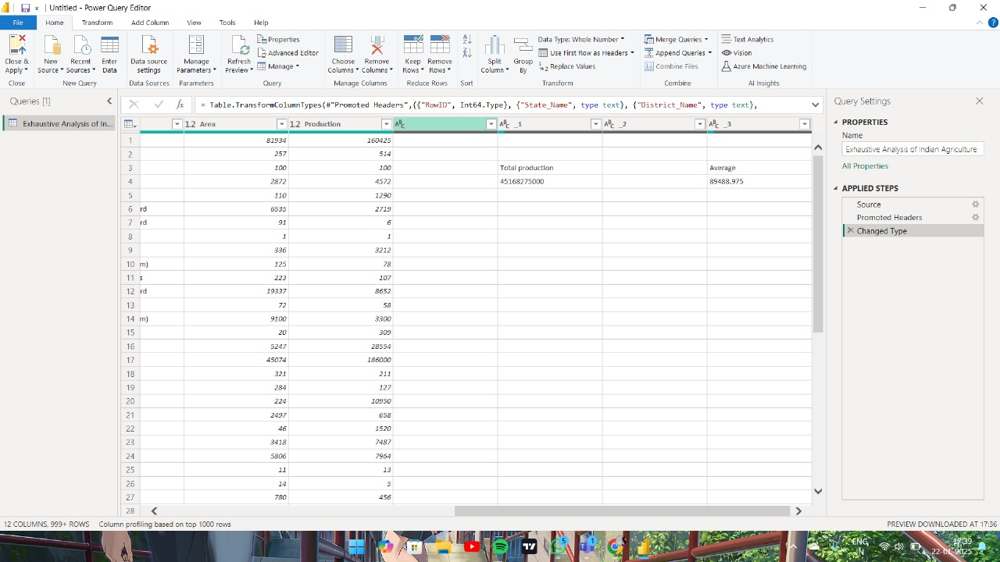 Untitled - Power Query Editor
File Home Transform Add Column View Tools Help
Close & Apply
New Source
Recent Sources
Enter Data
Data source settings
Manage Parameters
Refresh Preview
Properties
Advanced Editor
Manage
Choose Columns
Remove Columns
Keep Rows
Remove Rows
Split Column
Group By
Data Type: Whole Number
Use First Row as Headers
Replace Values
Merge Queries
Append Queries
Combine Files
Text Analytics
Vision
Azure Machine Learning
Close New Query Data Sources Parameters Query Manage Columns Reduce Rows Sort Transform Combine AI Insights
Queries [1]
Exhaustive Analysis of In...
= Table.TransformColumnTypes(#"Promoted Headers",{{"RowID", Int64.Type}, {"State_Name", type text}, {"District_Name", type text},
1.2 Area 1.2 Production ABC ABC _1 ABC _2 ABC _3
1 81934 160425
2 257 514
3 100 100 Total production Average
4 2872 4572 45168275000 89488.975
5 110 1290
6 rd 6535 2719
7 rd 91 6
8 1 1
9 336 3212
10 m) 125 78
11 s 223 107
12 rd 19337 8652
13 72 58
14 m) 9100 3300
15 20 309
16 5247 28554
17 45074 186000
18 321 211
19 284 127
20 224 10950
21 2497 658
22 46 1520
23 3418 7487
24 5806 7964
25 11 13
26 14 5
27 780 456
28
Query Settings
PROPERTIES
Name
Exhaustive Analysis of Indian Agriculture
All Properties
APPLIED STEPS
Source
Promoted Headers
Changed Type
12 COLUMNS, 999+ ROWS Column profiling based on top 1000 rows PREVIEW DOWNLOADED AT 17:36
5
1
ENG
IN
17:39
22-01-2025